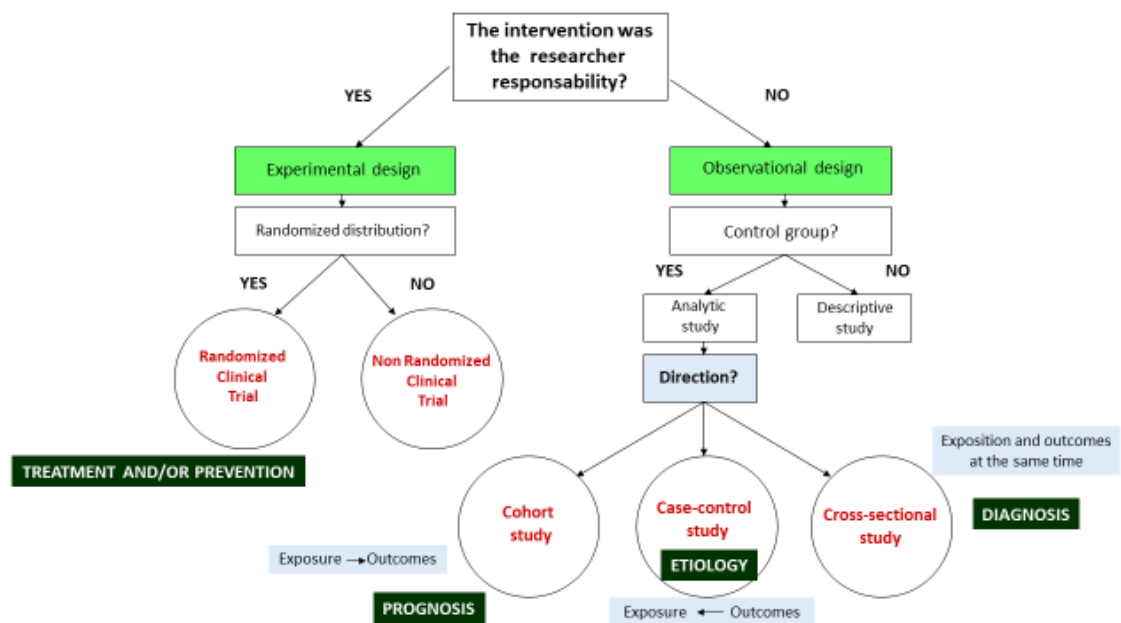 The intervention was
the researcher
responsability?
YES
NO
Experimental design
Observational design
Randomized distribution?
Control group?
YES
NO
YES
NO
Analytic
study
Descriptive
study
Randomized
Clinical
Trial
Non Randomized
Clinical
Trial
Direction?
TREATMENT AND/OR PREVENTION
Exposition and outcomes
at the same time
Cohort
study
Case-control
study
Cross-sectional
study
DIAGNOSIS
ETIOLOGY
Exposure → Outcomes
PROGNOSIS
Exposure ← Outcomes